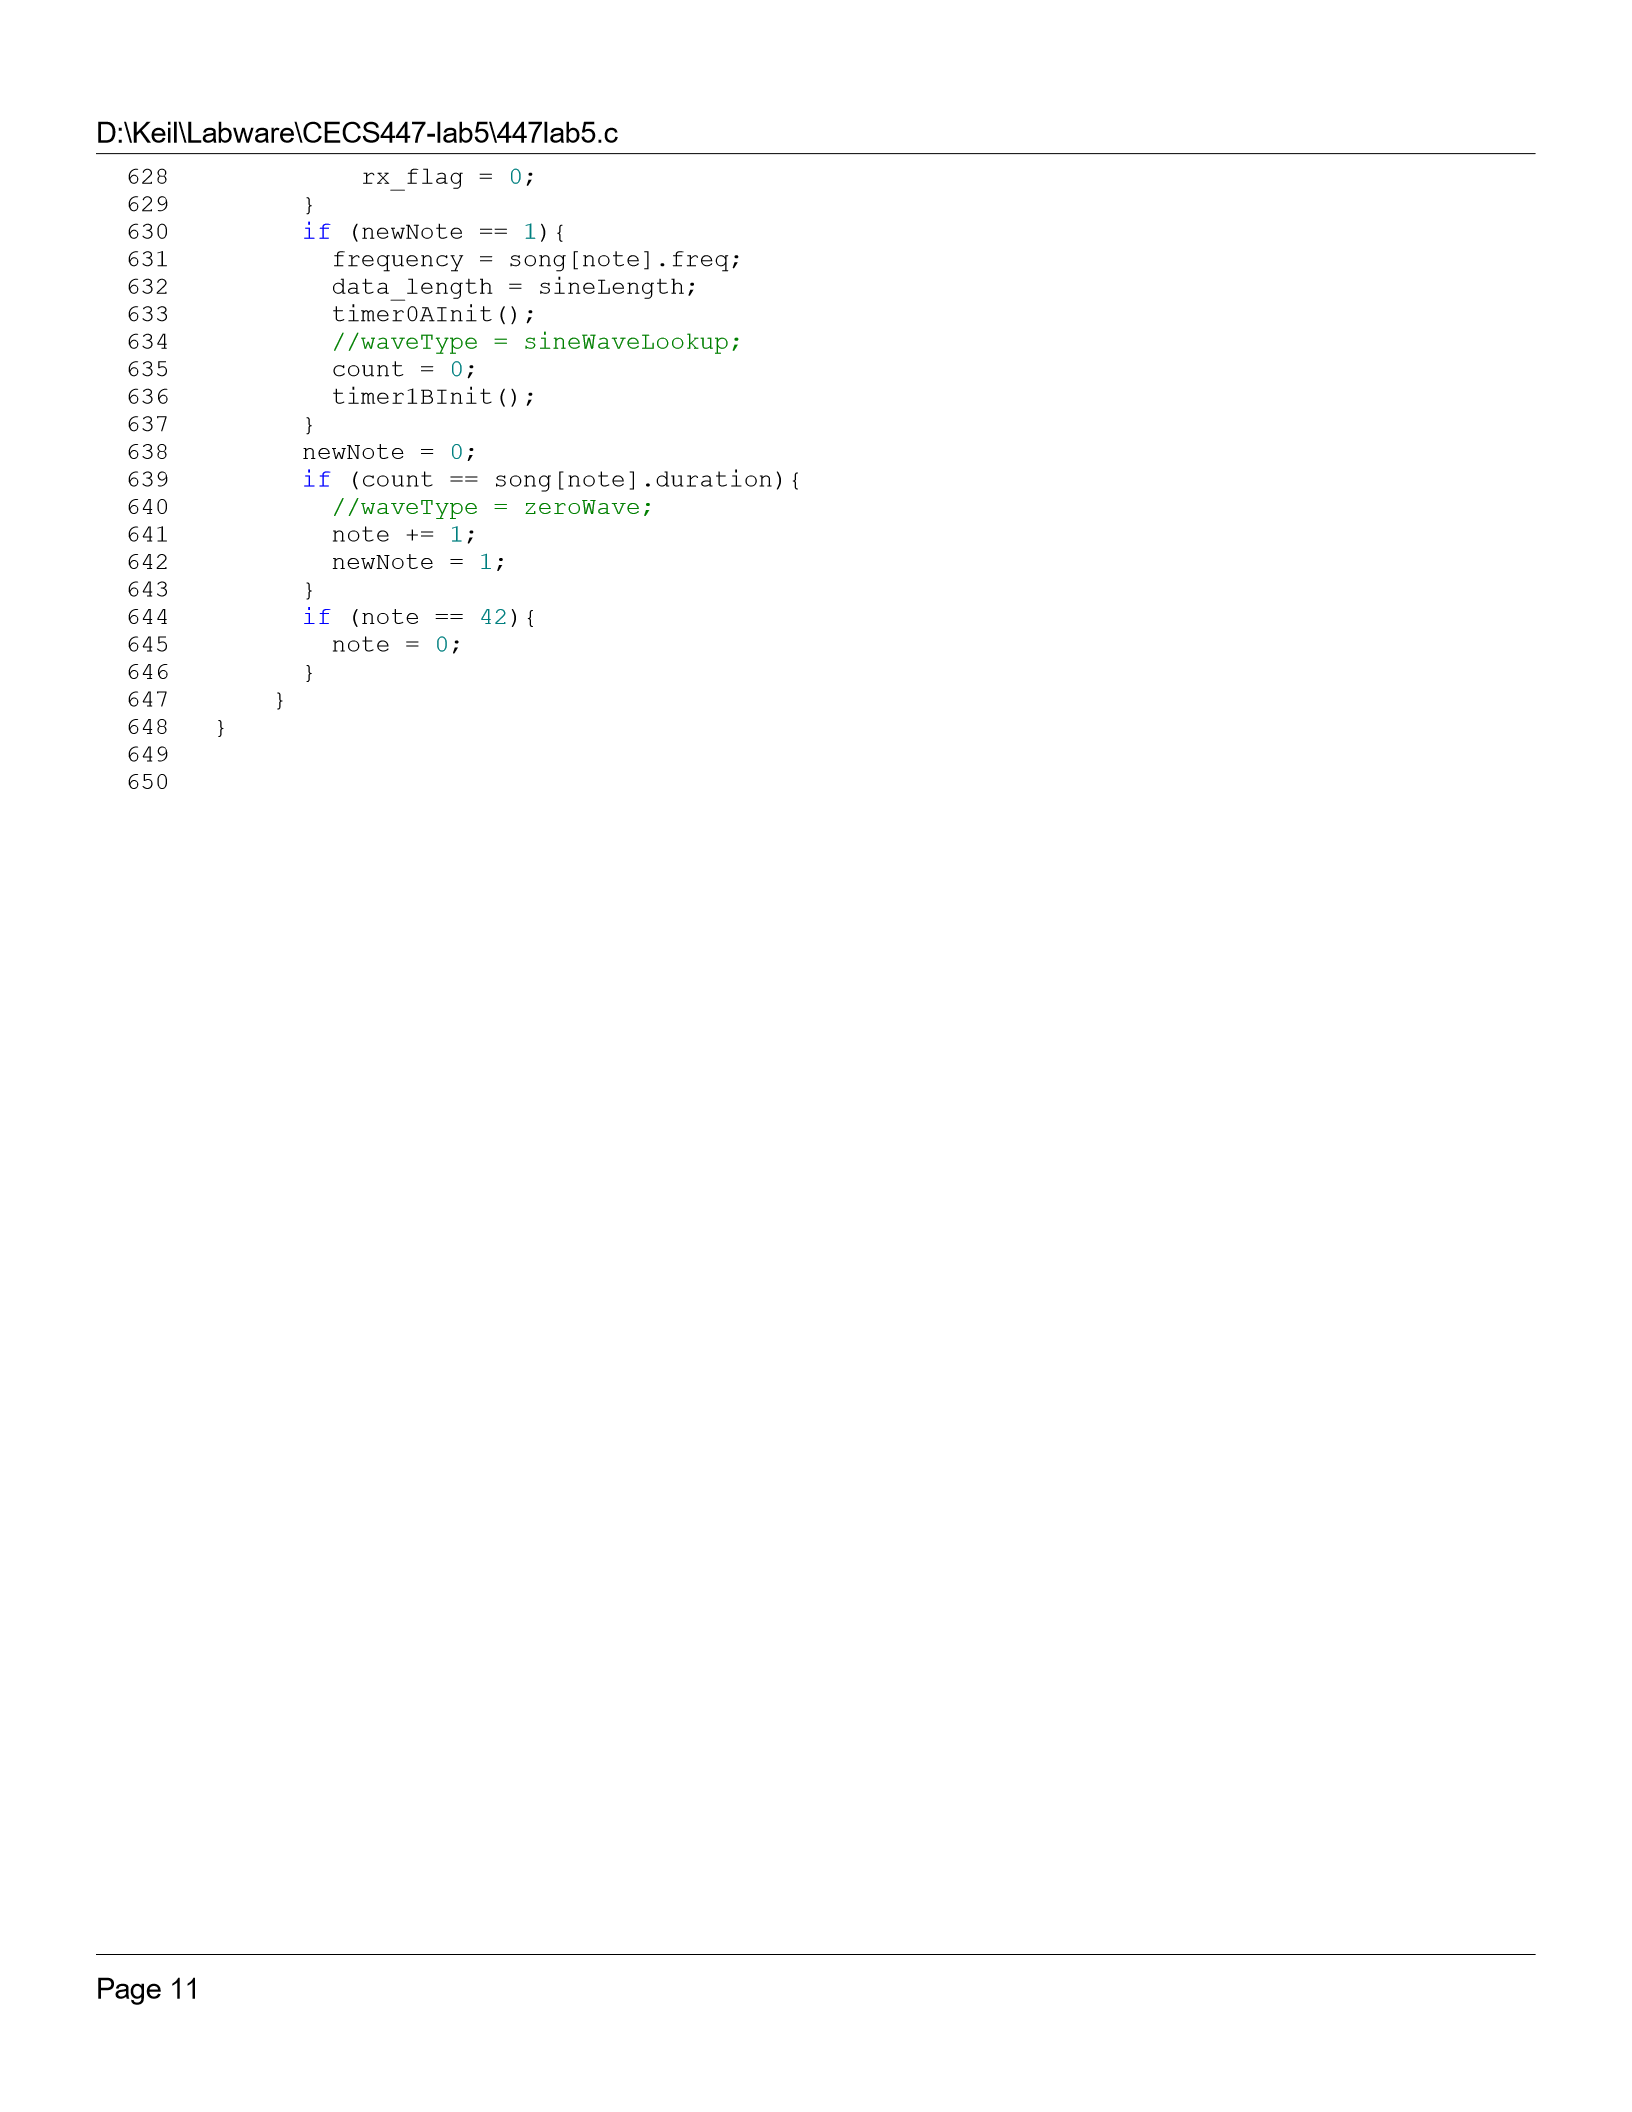 D:\Keil\Labware\CECS447-lab5\447lab5.c
628             rx_flag = 0;
629         }
630         if (newNote == 1){
631           frequency = song[note].freq;
632           data_length = sineLength;
633           timer0AInit();
634           //waveType = sineWaveLookup;
635           count = 0;
636           timer1BInit();
637         }
638         newNote = 0;
639         if (count == song[note].duration){
640           //waveType = zeroWave;
641           note += 1;
642           newNote = 1;
643         }
644         if (note == 42){
645           note = 0;
646         }
647       }
648   }
649
650
Page 11